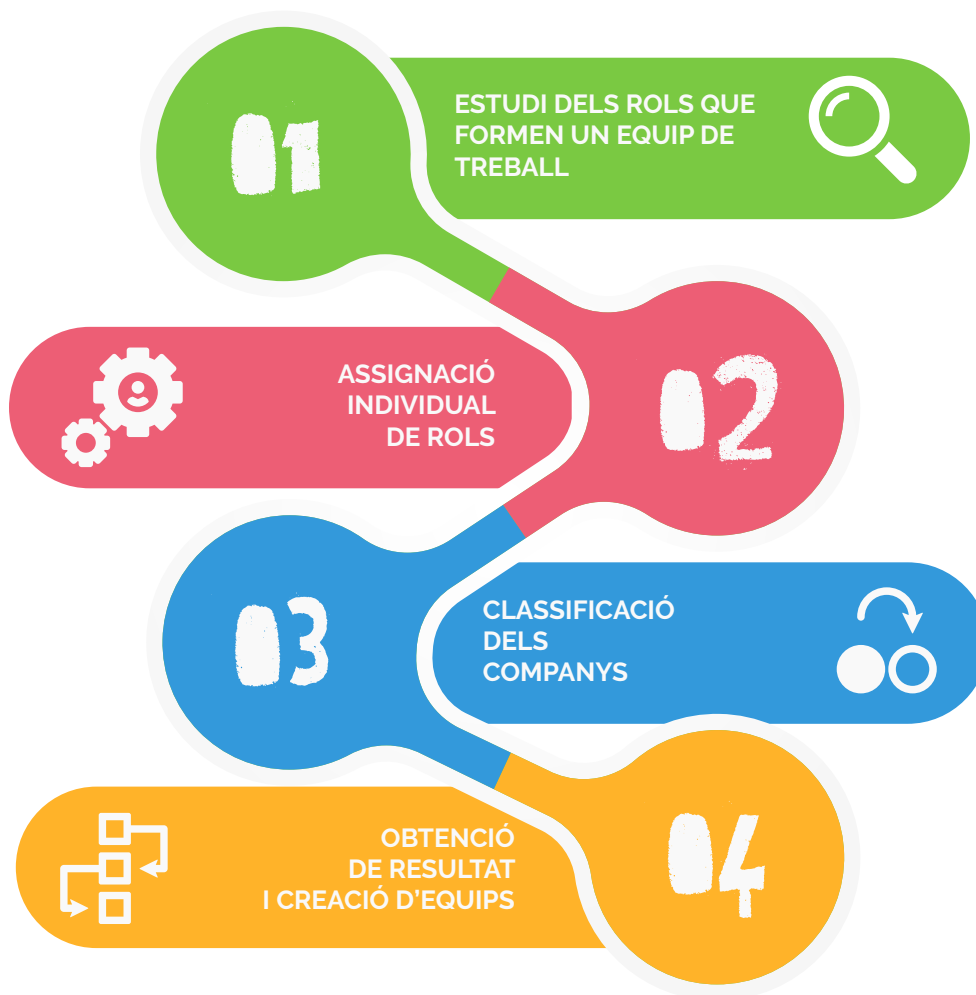 01
ESTUDI DELS ROLS QUE
FORMEN UN EQUIP DE
TREBALL
ASSIGNACIÓ
INDIVIDUAL
DE ROLS
02
03
CLASSIFICACIÓ
DELS
COMPANYS
OBTENCIÓ
DE RESULTAT
I CREACIÓ D'EQUIPS
04